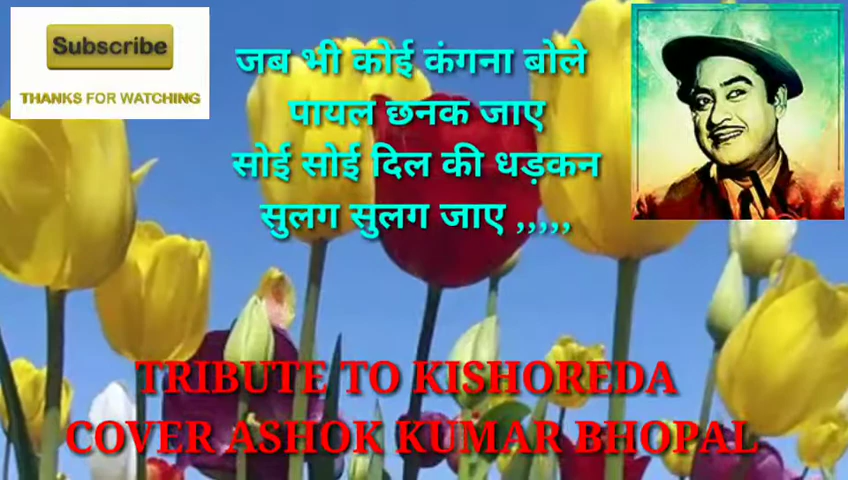 Subscribe
THANKS FOR WATCHING
जब भी कोई कंगना बोले
पायल छनक जाए
सोई सोई दिल की धड़कन
सुलग सुलग जाए ,,,,,
TRIBUTE TO KISHOREDA
COVER ASHOK KUMAR BHOPAL